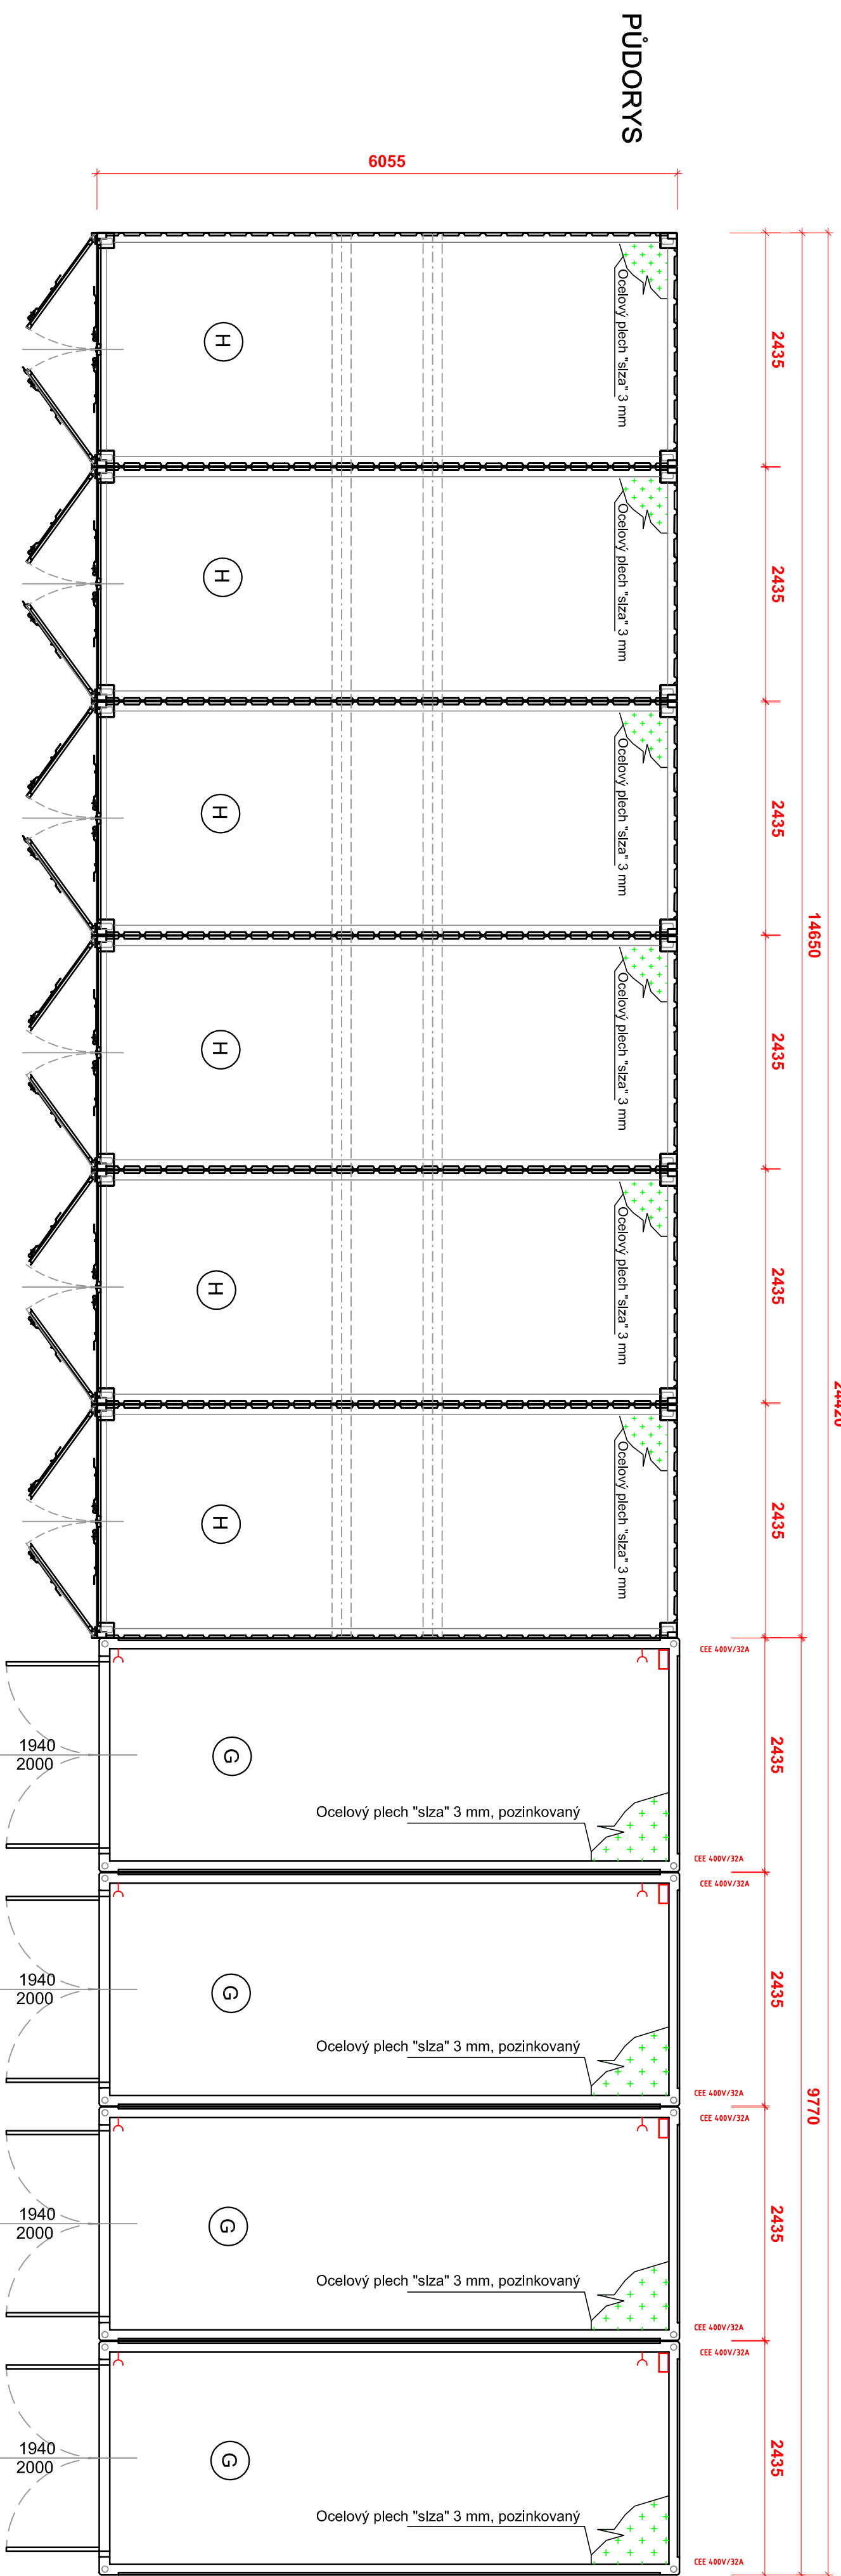 PŮDORYS
6055
2435
H
Ocelový plech "slza" 3 mm
2435
H
Ocelový plech "slza" 3 mm
2435
H
Ocelový plech "slza" 3 mm
14650
2435
H
Ocelový plech "slza" 3 mm
2435
H
Ocelový plech "slza" 3 mm
24420
2435
H
Ocelový plech "slza" 3 mm
CEE 400V/32A
2435
1940
2000
G
Ocelový plech "slza" 3 mm, pozinkovaný
CEE 400V/32A
CEE 400V/32A
2435
1940
2000
G
Ocelový plech "slza" 3 mm, pozinkovaný
CEE 400V/32A
9770
CEE 400V/32A
2435
1940
2000
G
Ocelový plech "slza" 3 mm, pozinkovaný
CEE 400V/32A
CEE 400V/32A
2435
1940
2000
G
Ocelový plech "slza" 3 mm, pozinkovaný
CEE 400V/32A